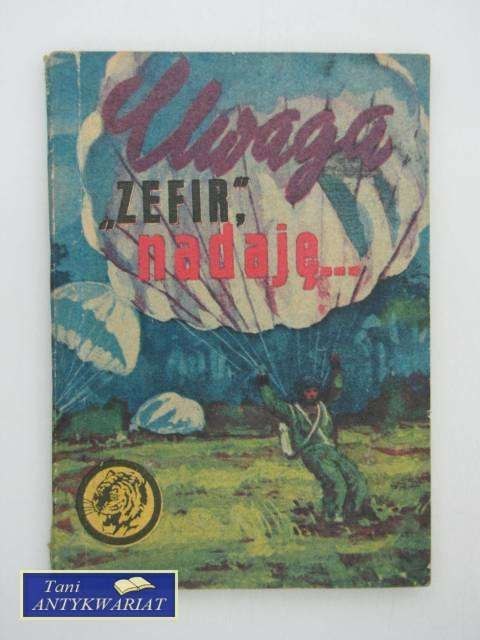 Uwaga
„ZEFIR”,
nadaję...
Tani
ANTYKWARIAT